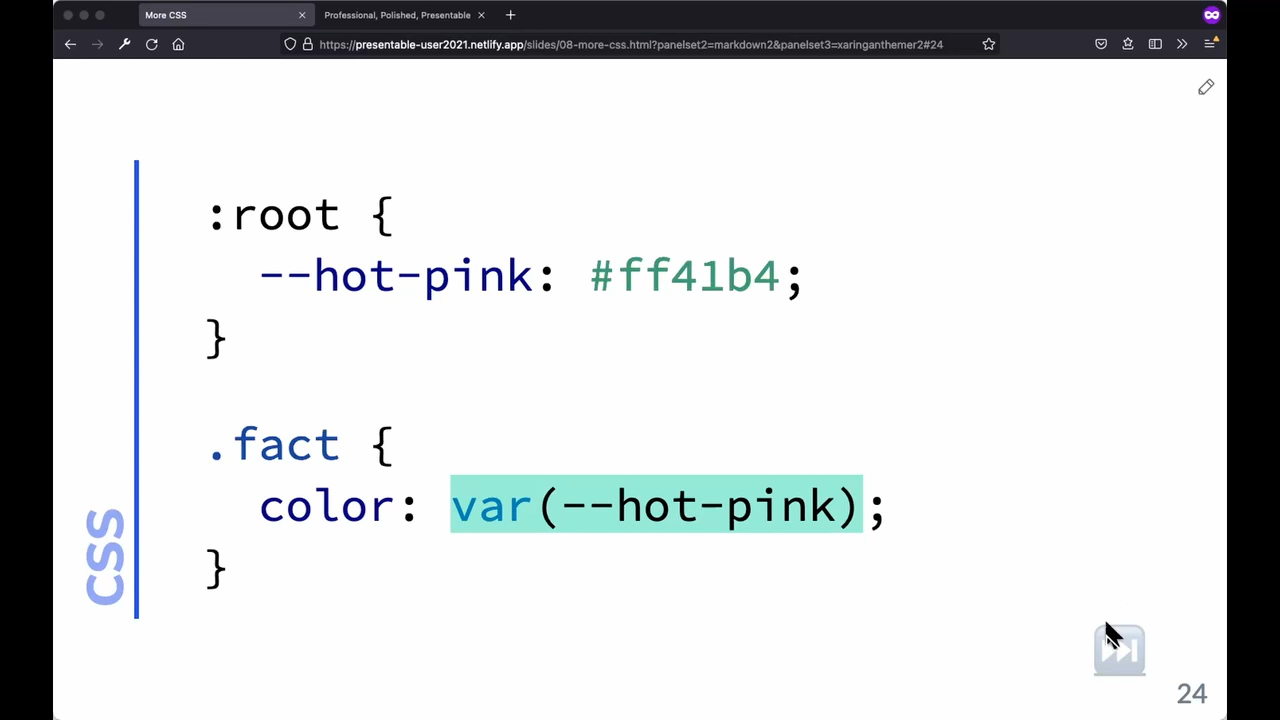 More CSS
Professional, Polished, Presentable
https://presentable-user2021.netlify.app/slides/08-more-css.html?panelset2=markdown2&panelset3=xaringanthemer2#24
:root {
--hot-pink: #ff41b4;
}
.fact {
color: var(--hot-pink);
}
CSS
24